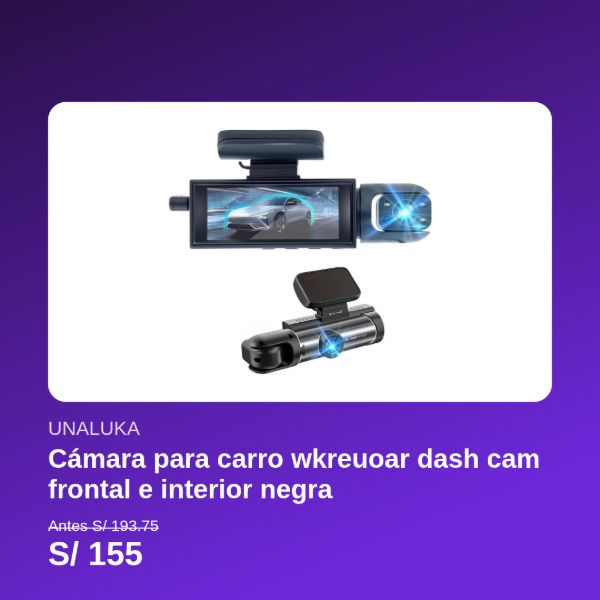 UNALUKA
Cámara para carro wkreuoar dash cam
frontal e interior negra
Antes S/ 193.75
S/ 155